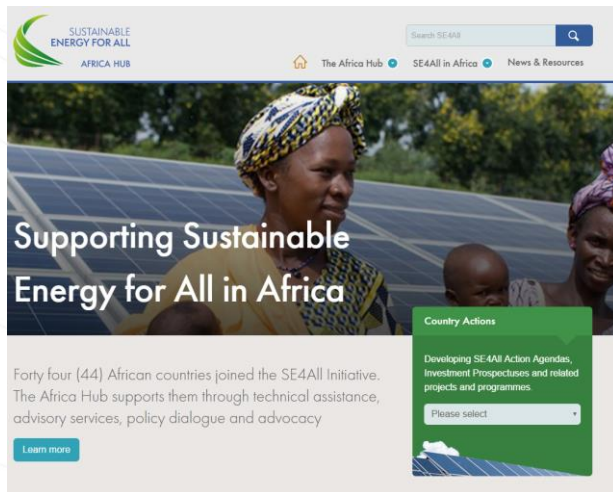 SUSTAINABLE
ENERGY FOR ALL
AFRICA HUB
Search SE4All
The Africa Hub
SE4All in Africa
News & Resources
Supporting Sustainable
Energy for All in Africa
Country Actions
Developing SE4All Action Agendas,
Investment Prospectuses and related
projects and programmes.
Please select
Forty four (44) African countries joined the SE4All Initiative.
The Africa Hub supports them through technical assistance,
advisory services, policy dialogue and advocacy
Learn more